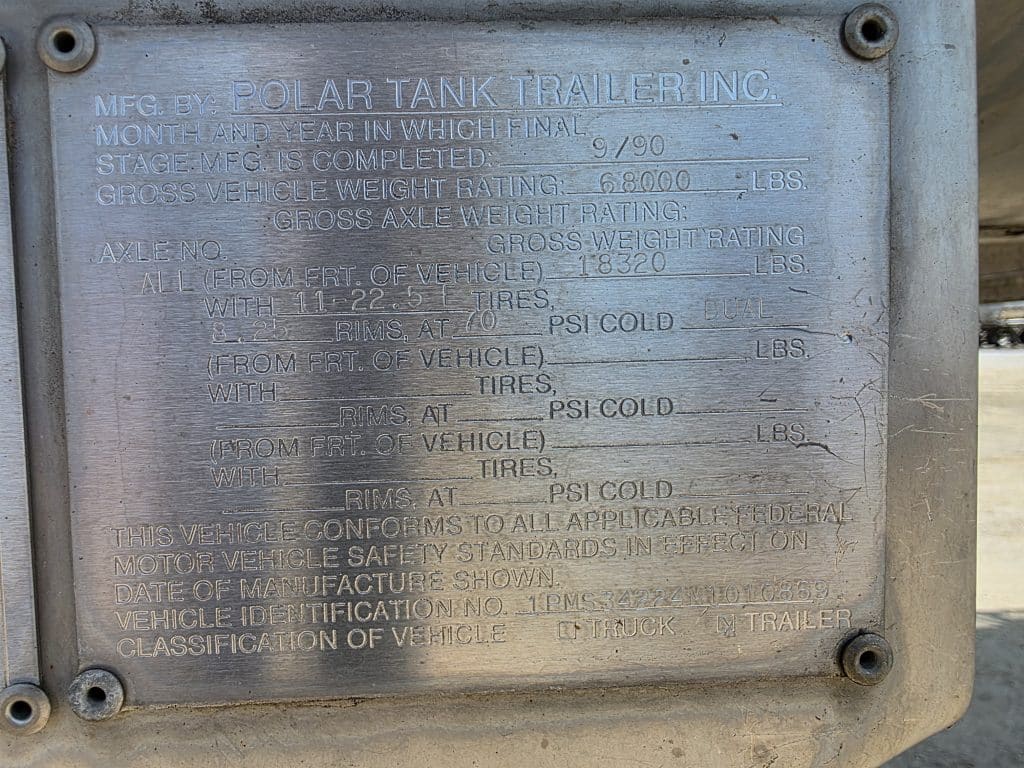 MFG. BY: POLAR TANK TRAILER INC.
MONTH AND YEAR IN WHICH FINAL
STAGE MFG. IS COMPLETED: 9/90
GROSS VEHICLE WEIGHT RATING: 68000 LBS.
GROSS AXLE WEIGHT RATING:
AXLE NO. GROSS WEIGHT RATING
ALL (FROM FRT. OF VEHICLE) 18320 LBS.
WITH 11-22.5 TIRES,
8.25 RIMS, AT 70 PSI COLD DUAL
(FROM FRT. OF VEHICLE) LBS.
WITH TIRES,
RIMS, AT PSI COLD
(FROM FRT. OF VEHICLE) LBS.
WITH TIRES,
RIMS, AT PSI COLD
THIS VEHICLE CONFORMS TO ALL APPLICABLE FEDERAL
MOTOR VEHICLE SAFETY STANDARDS IN EFFECT ON
DATE OF MANUFACTURE SHOWN.
VEHICLE IDENTIFICATION NO.
CLASSIFICATION OF VEHICLE TRUCK TRAILER